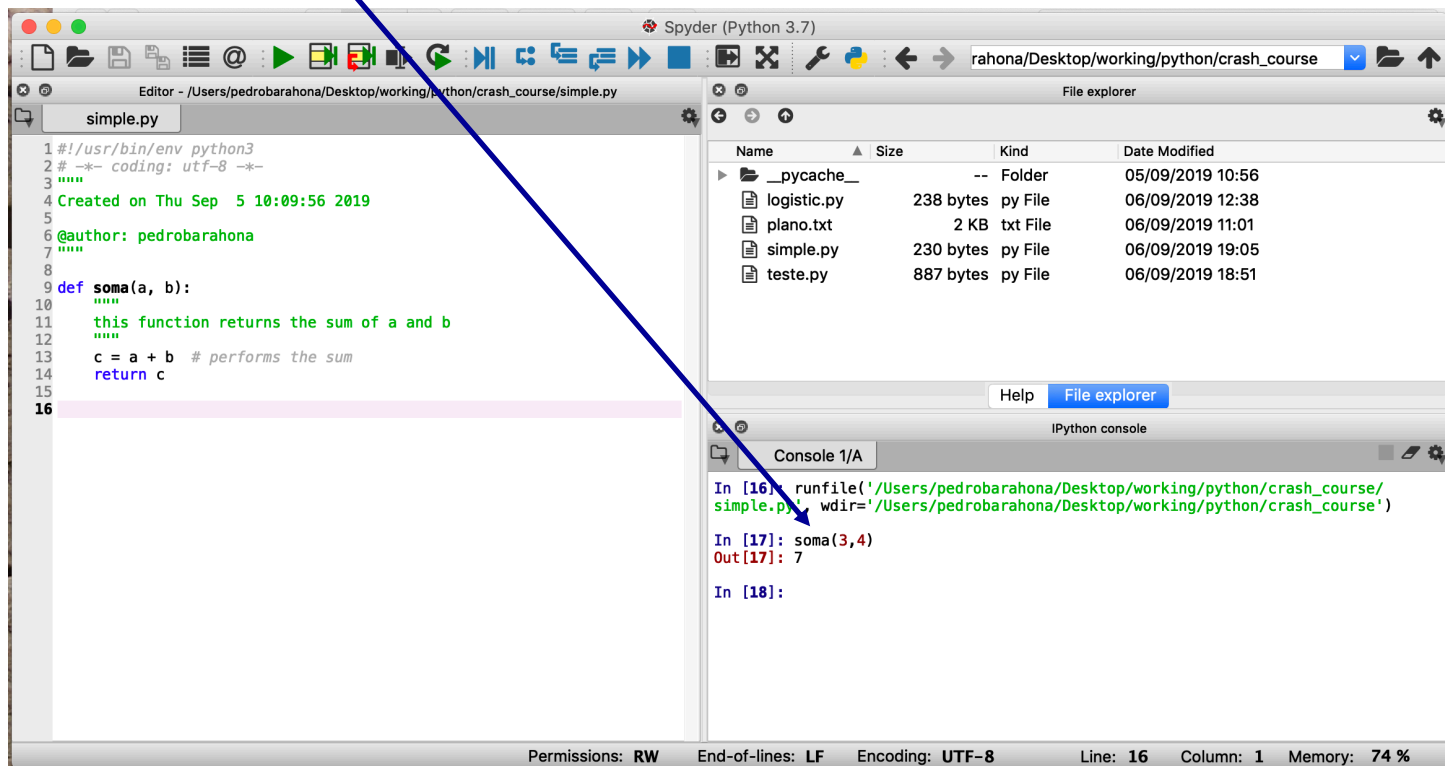 Spyder (Python 3.7)
rahona/Desktop/working/python/crash_course
Editor - /Users/pedrobarahona/Desktop/working/python/crash_course/simple.py
simple.py
1 #!/usr/bin/env python3
2 # -*- coding: utf-8 -*-
3 """
4 Created on Thu Sep  5 10:09:56 2019
5
6 @author: pedrobarahona
7 """
8
9 def soma(a, b):
10     """
11     this function returns the sum of a and b
12     """
13     c = a + b  # performs the sum
14     return c
15
16
File explorer
Name Size Kind Date Modified
__pycache__ -- Folder 05/09/2019 10:56
logistic.py 238 bytes py File 06/09/2019 12:38
plano.txt 2 KB txt File 06/09/2019 11:01
simple.py 230 bytes py File 06/09/2019 19:05
teste.py 887 bytes py File 06/09/2019 18:51
Help File explorer
IPython console
Console 1/A
In [16]: runfile('/Users/pedrobarahona/Desktop/working/python/crash_course/
simple.py', wdir='/Users/pedrobarahona/Desktop/working/python/crash_course')
In [17]: soma(3,4)
Out[17]: 7
In [18]:
Permissions: RW End-of-lines: LF Encoding: UTF-8 Line: 16 Column: 1 Memory: 74 %